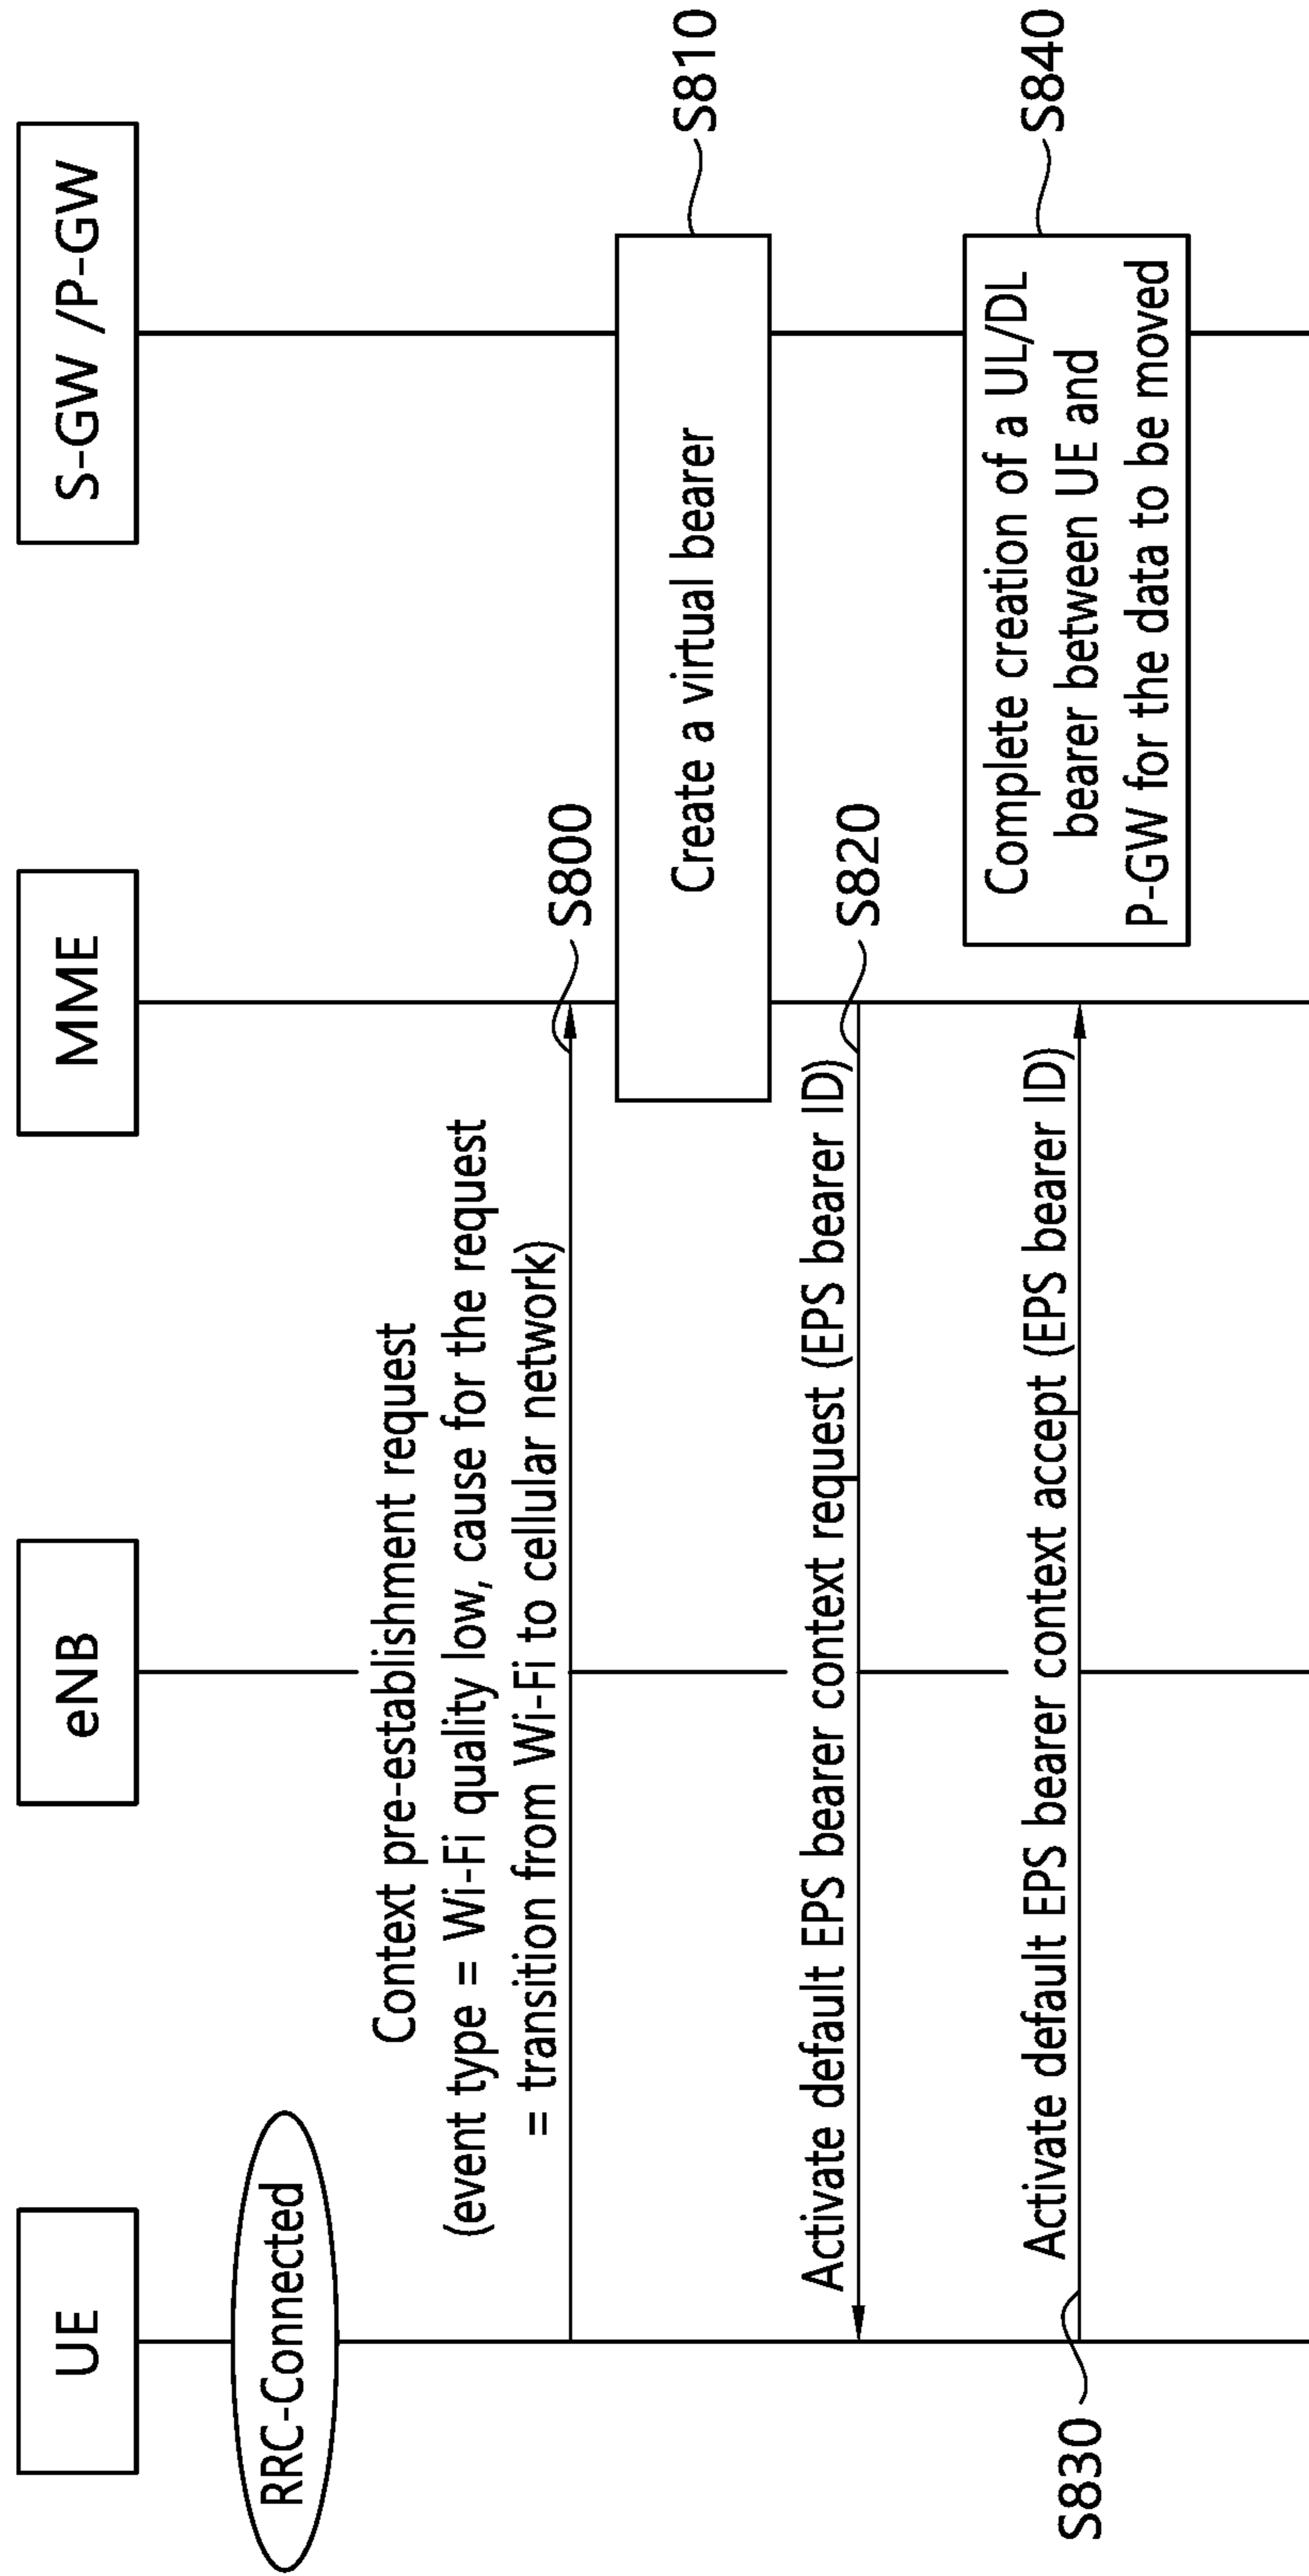 UE
eNB
MME
S-GW /P-GW
RRC-Connected
Context pre-establishment request
(event type = Wi-Fi quality low, cause for the request
= transition from Wi-Fi to cellular network)
S800
Create a virtual bearer
S810
Activate default EPS bearer context request (EPS bearer ID)
S820
Activate default EPS bearer context accept (EPS bearer ID)
S830
Complete creation of a UL/DL
bearer between UE and
P-GW for the data to be moved
S840